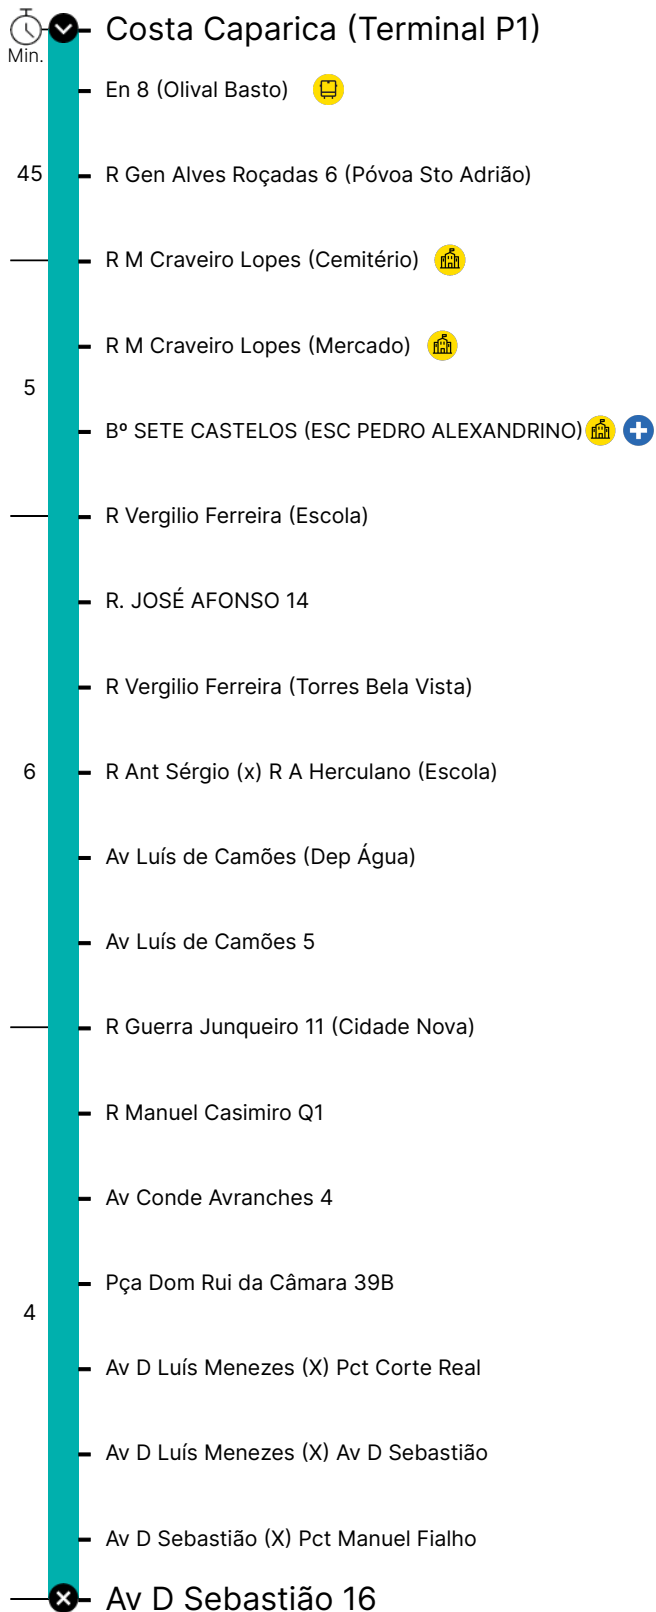 Costa Caparica (Terminal P1)
Min.
En 8 (Olival Basto)
45
R Gen Alves Roçadas 6 (Póvoa Sto Adrião)
R M Craveiro Lopes (Cemitério)
R M Craveiro Lopes (Mercado)
5
Bº SETE CASTELOS (ESC PEDRO ALEXANDRINO)
R Vergilio Ferreira (Escola)
R. JOSÉ AFONSO 14
R Vergilio Ferreira (Torres Bela Vista)
6
R Ant Sérgio (x) R A Herculano (Escola)
Av Luís de Camões (Dep Água)
Av Luís de Camões 5
R Guerra Junqueiro 11 (Cidade Nova)
R Manuel Casimiro Q1
Av Conde Avranches 4
Pça Dom Rui da Câmara 39B
4
Av D Luís Menezes (X) Pct Corte Real
Av D Luís Menezes (X) Av D Sebastião
Av D Sebastião (X) Pct Manuel Fialho
Av D Sebastião 16